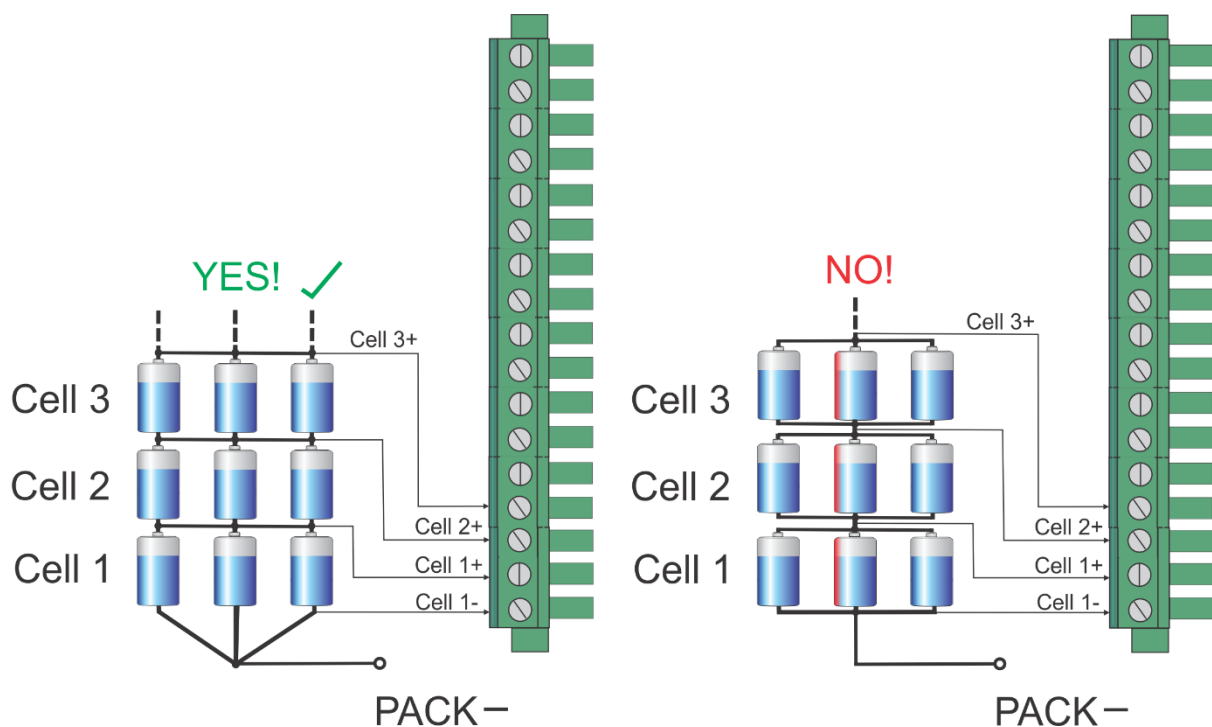 YES! ✓
Cell 3+
Cell 3
Cell 2
Cell 2+
Cell 1
Cell 1+
Cell 1-
PACK –
NO!
Cell 3+
Cell 3
Cell 2
Cell 2+
Cell 1
Cell 1+
Cell 1-
PACK –